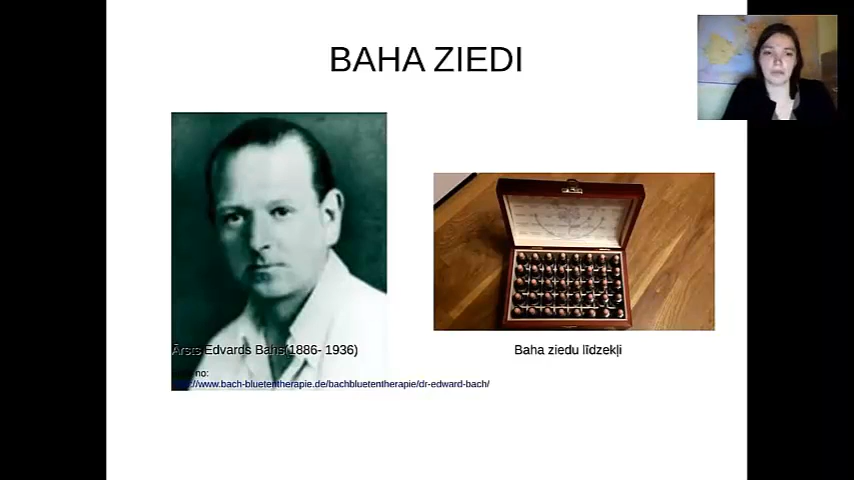 BAHA ZIEDI
Ārsts Edvards Bahs(1886- 1936)
Baha ziedu līdzekļi
no:
//www.bach-bluetentherapie.de/bachbluetentherapie/dr-edward-bach/